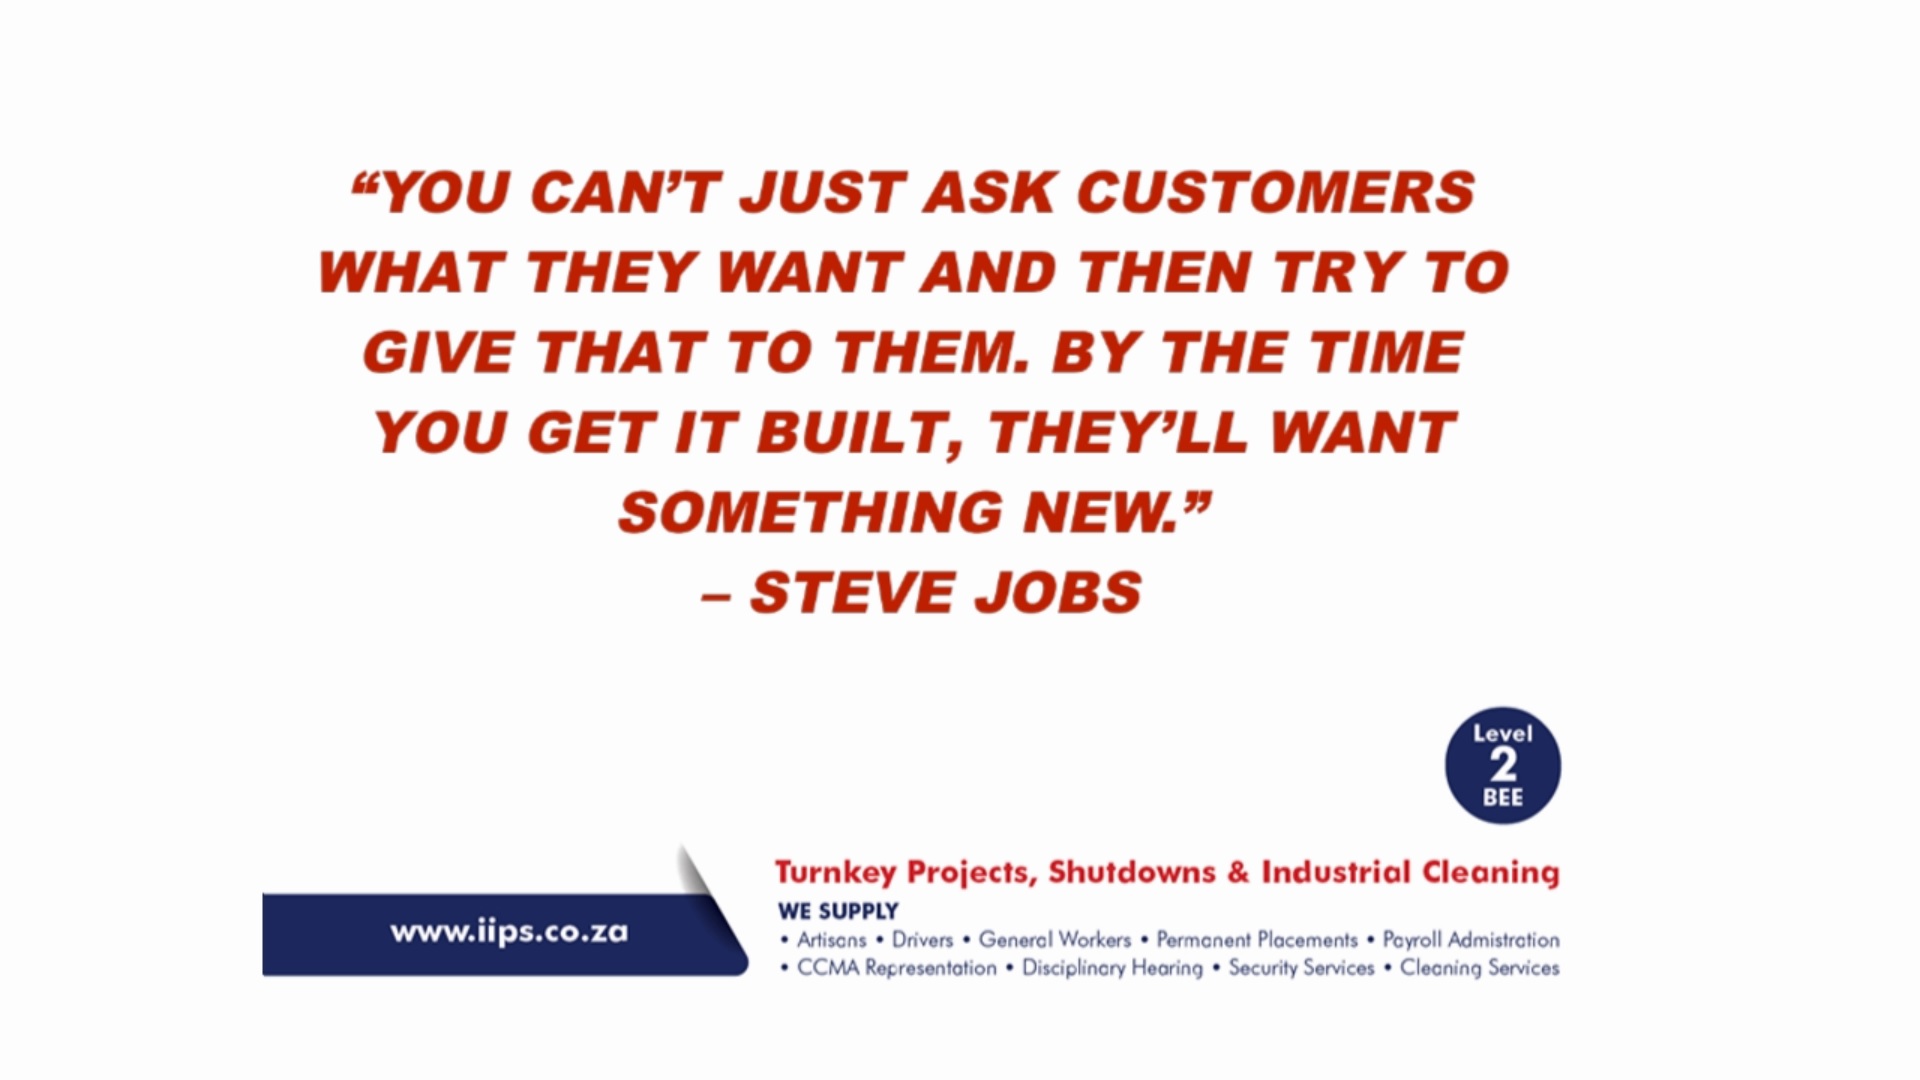 “YOU CAN’T JUST ASK CUSTOMERS
WHAT THEY WANT AND THEN TRY TO
GIVE THAT TO THEM. BY THE TIME
YOU GET IT BUILT, THEY’LL WANT
SOMETHING NEW.”
– STEVE JOBS
Level
2
BEE
www.iips.co.za
Turnkey Projects, Shutdowns & Industrial Cleaning
WE SUPPLY
• Artisans • Drivers • General Workers • Permanent Placements • Payroll Admistration
• CCMA Representation • Disciplinary Hearing • Security Services • Cleaning Services